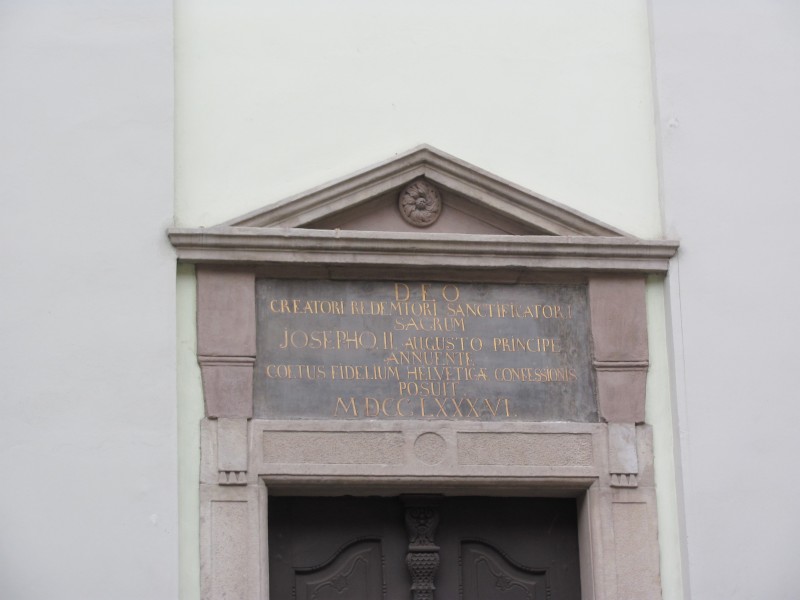 DEO
CREATORI REDEMTORI SANCTIFICATORI
SACRUM
JOSEPHO II. AUGUSTO PRINCIPE
ANNUENTE
COETUS FIDELIUM HELVETICÆ CONFESSIONIS
POSUIT
MDCCLXXXVI.